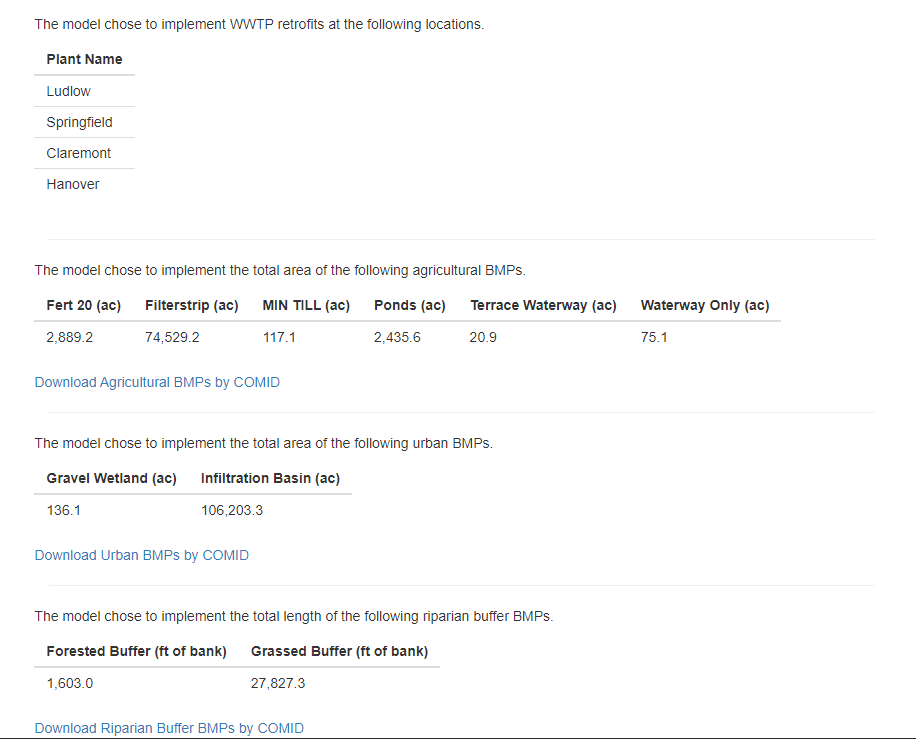 The model chose to implement WWTP retrofits at the following locations.
Plant Name
Ludlow
Springfield
Claremont
Hanover
The model chose to implement the total area of the following agricultural BMPs.
Fert 20 (ac) Filterstrip (ac) MIN TILL (ac) Ponds (ac) Terrace Waterway (ac) Waterway Only (ac)
2,889.2 74,529.2 117.1 2,435.6 20.9 75.1
Download Agricultural BMPs by COMID
The model chose to implement the total area of the following urban BMPs.
Gravel Wetland (ac) Infiltration Basin (ac)
136.1 106,203.3
Download Urban BMPs by COMID
The model chose to implement the total length of the following riparian buffer BMPs.
Forested Buffer (ft of bank) Grassed Buffer (ft of bank)
1,603.0 27,827.3
Download Riparian Buffer BMPs by COMID